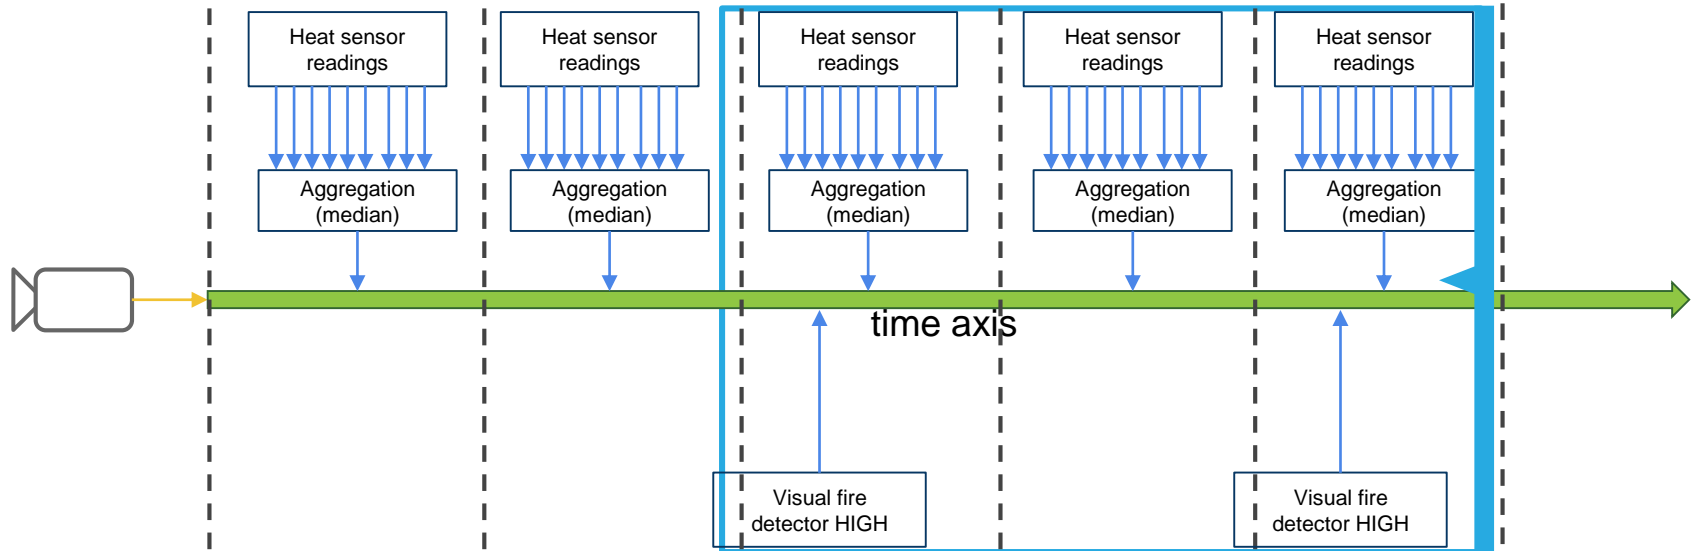 Heat sensor
readings
Heat sensor
readings
Heat sensor
readings
Heat sensor
readings
Heat sensor
readings
Aggregation
(median)
Aggregation
(median)
Aggregation
(median)
Aggregation
(median)
Aggregation
(median)
time axis
Visual fire
detector HIGH
Visual fire
detector HIGH